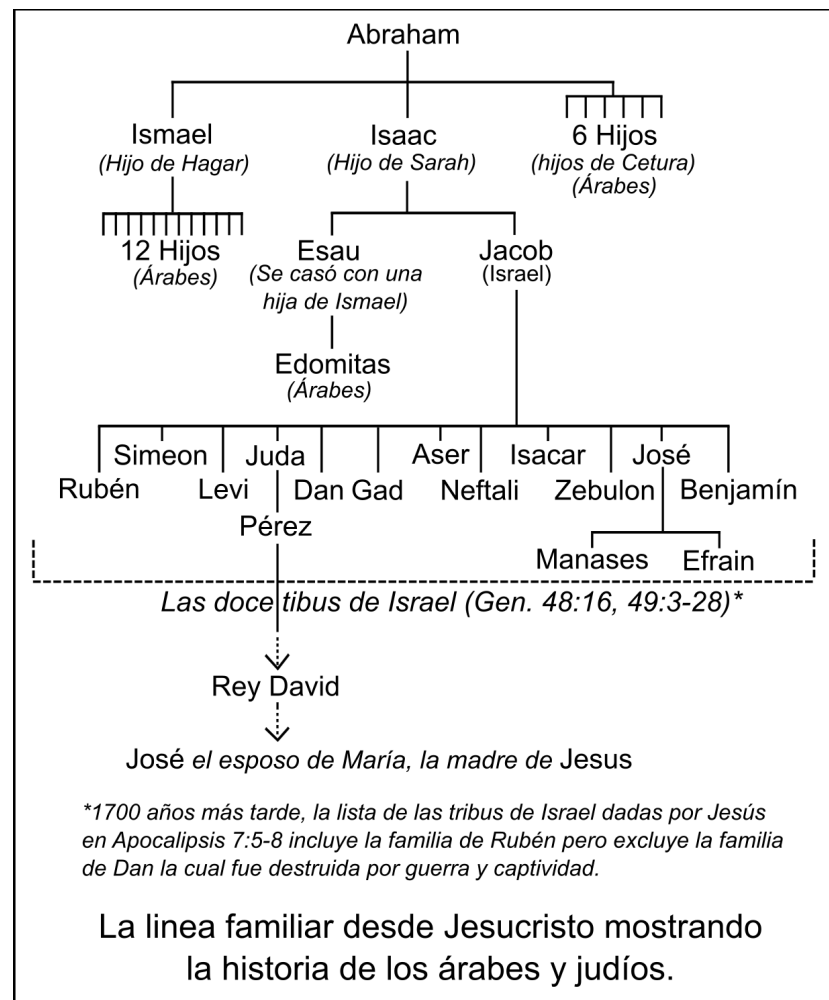 Abraham
Ismael Isaac 6 Hijos
(Hijo de Hagar) (Hijo de Sarah) (hijos de Cetura)
(Árabes)
12 Hijos Esau Jacob
(Árabes) (Se casó con una (Israel)
hija de Ismael)
Edomitas
(Árabes)
Simeon Juda Aser Isacar José
Rubén Levi Dan Gad Neftali Zebulon Benjamín
Pérez
Manases Efrain
Las doce tibus de Israel (Gen. 48:16, 49:3-28)*
Rey David
José el esposo de María, la madre de Jesus
*1700 años más tarde, la lista de las tribus de Israel dadas por Jesús
en Apocalipsis 7:5-8 incluye la familia de Rubén pero excluye la familia
de Dan la cual fue destruida por guerra y captividad.
La linea familiar desde Jesucristo mostrando
la historia de los árabes y judíos.